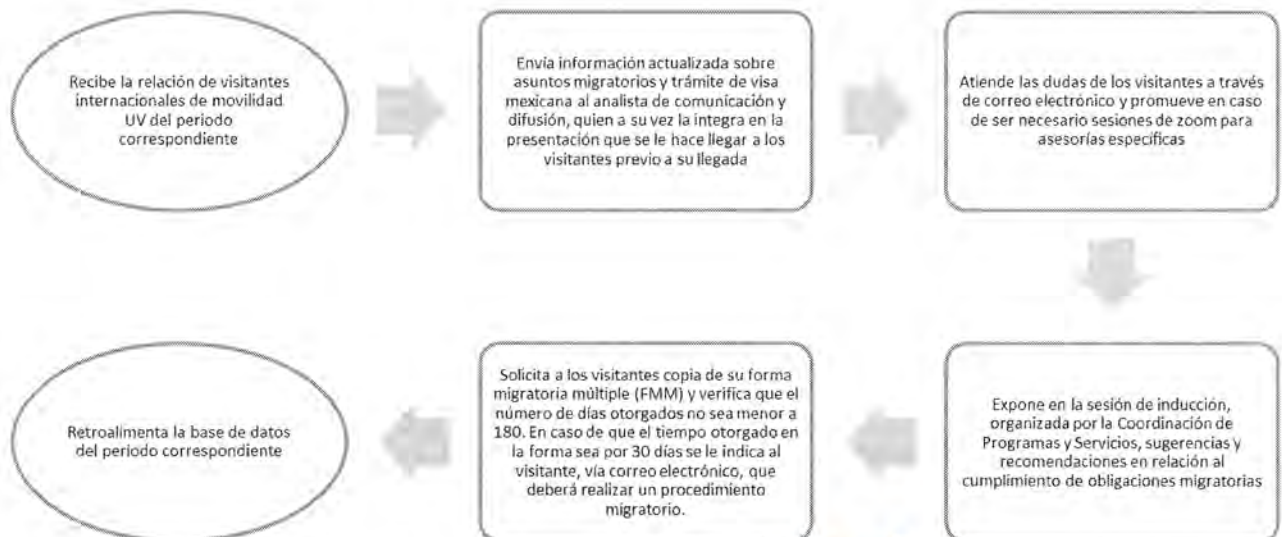 Recibe la relación de visitantes
internacionales de movilidad
UV del periodo
correspondiente
Envía información actualizada sobre
asuntos migratorios y trámite de visa
mexicana al analista de comunicación y
difusión, quien a su vez la integra en la
presentación que se le hace llegar a los
visitantes previo a su llegada
Atiende las dudas de los visitantes a través
de correo electrónico y promueve en caso
de ser necesario sesiones de zoom para
asesorías específicas
Expone en la sesión de inducción,
organizada por la Coordinación de
Programas y Servicios, sugerencias y
recomendaciones en relación al
cumplimiento de obligaciones migratorias
Solicita a los visitantes copia de su forma
migratoria múltiple (FMM) y verifica que el
número de días otorgados no sea menor a
180. En caso de que el tiempo otorgado en
la forma sea por 30 días se le indica al
visitante, vía correo electrónico, que
deberá realizar un procedimiento
migratorio.
Retroalimenta la base de datos
del periodo correspondiente